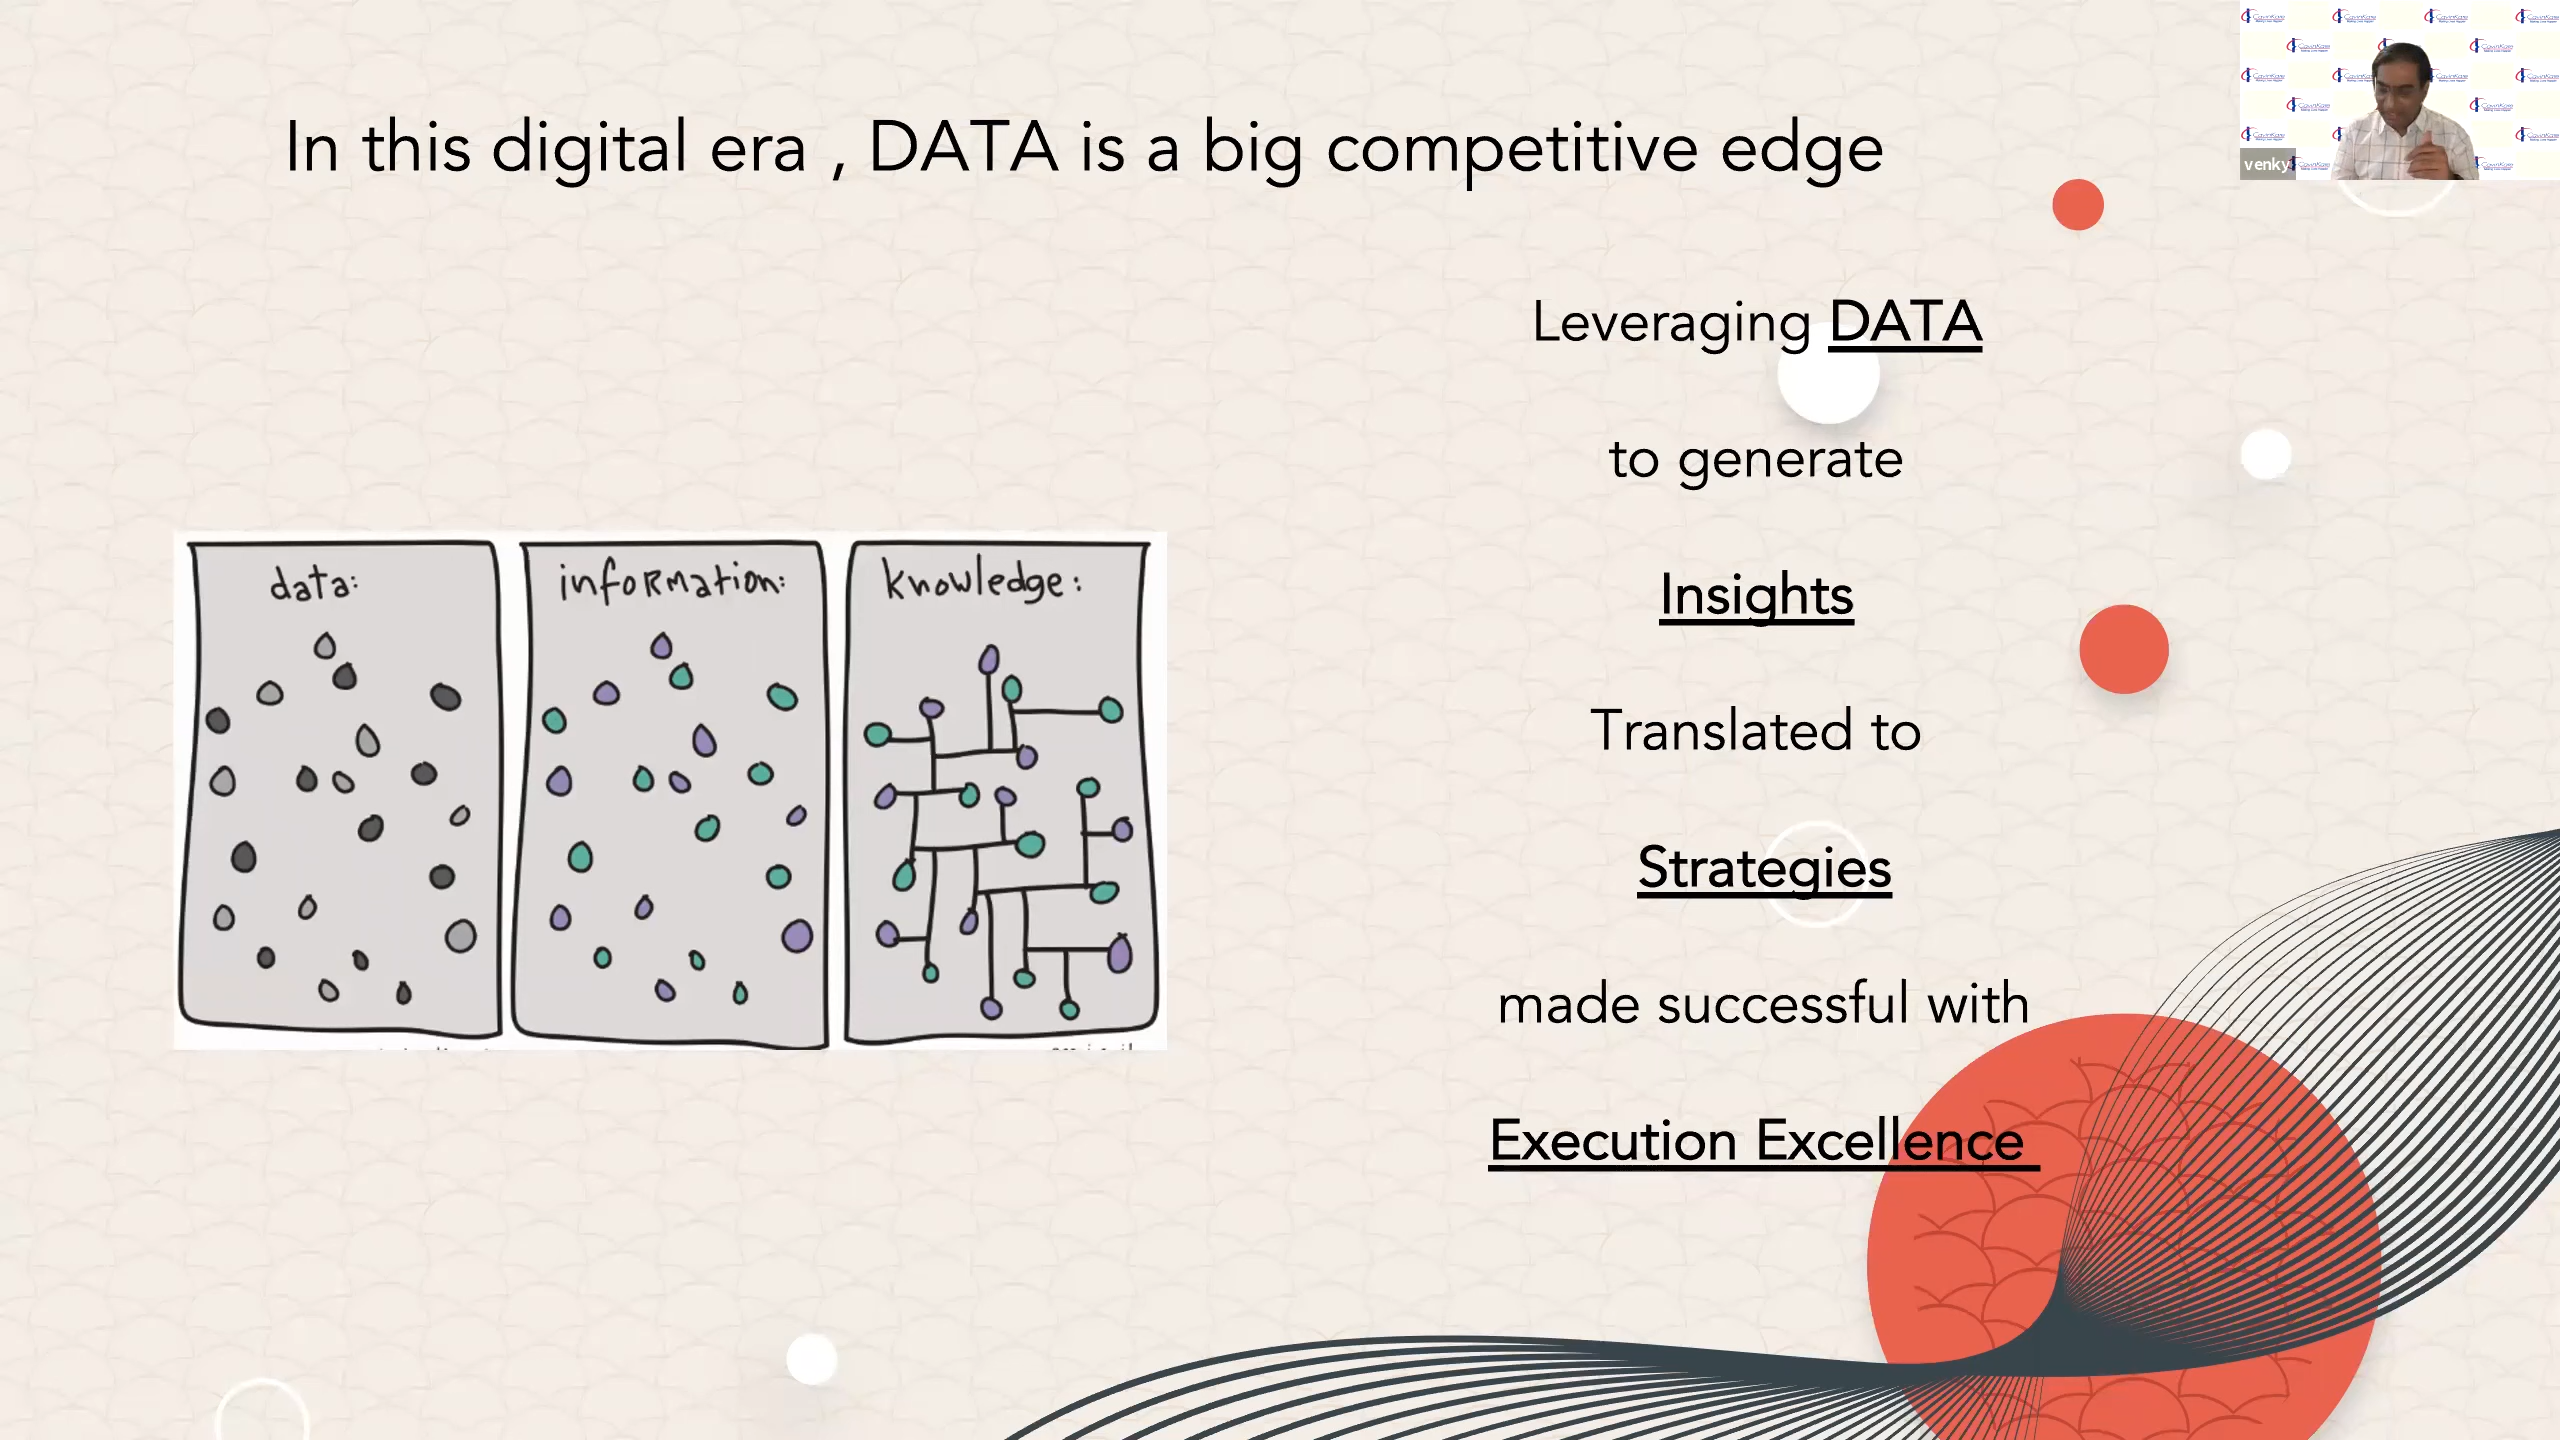 In this digital era , DATA is a big competitive edge
venky
Leveraging DATA
to generate
Insights
Translated to
Strategies
made successful with
Execution Excellence
data:
information:
knowledge:
CavinKare